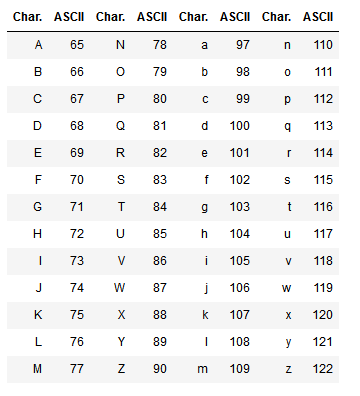 Char. ASCII Char. ASCII Char. ASCII Char. ASCII
A 65 N 78 a 97 n 110
B 66 O 79 b 98 o 111
C 67 P 80 c 99 p 112
D 68 Q 81 d 100 q 113
E 69 R 82 e 101 r 114
F 70 S 83 f 102 s 115
G 71 T 84 g 103 t 116
H 72 U 85 h 104 u 117
I 73 V 86 i 105 v 118
J 74 W 87 j 106 w 119
K 75 X 88 k 107 x 120
L 76 Y 89 l 108 y 121
M 77 Z 90 m 109 z 122